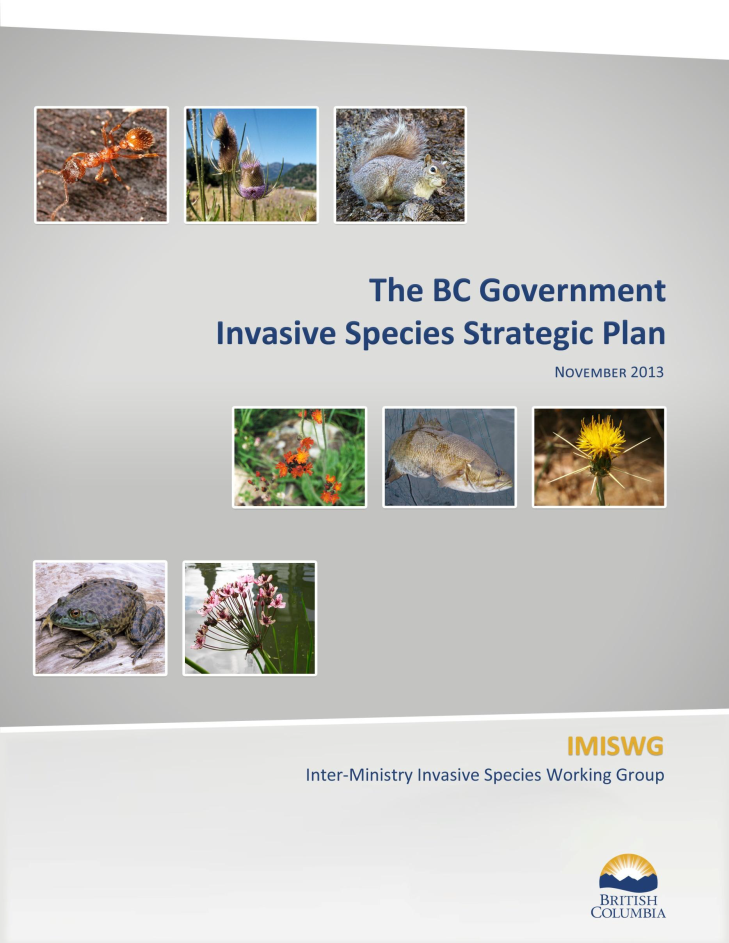 The BC Government
Invasive Species Strategic Plan
November 2013
IMISWG
Inter-Ministry Invasive Species Working Group
British
Columbia